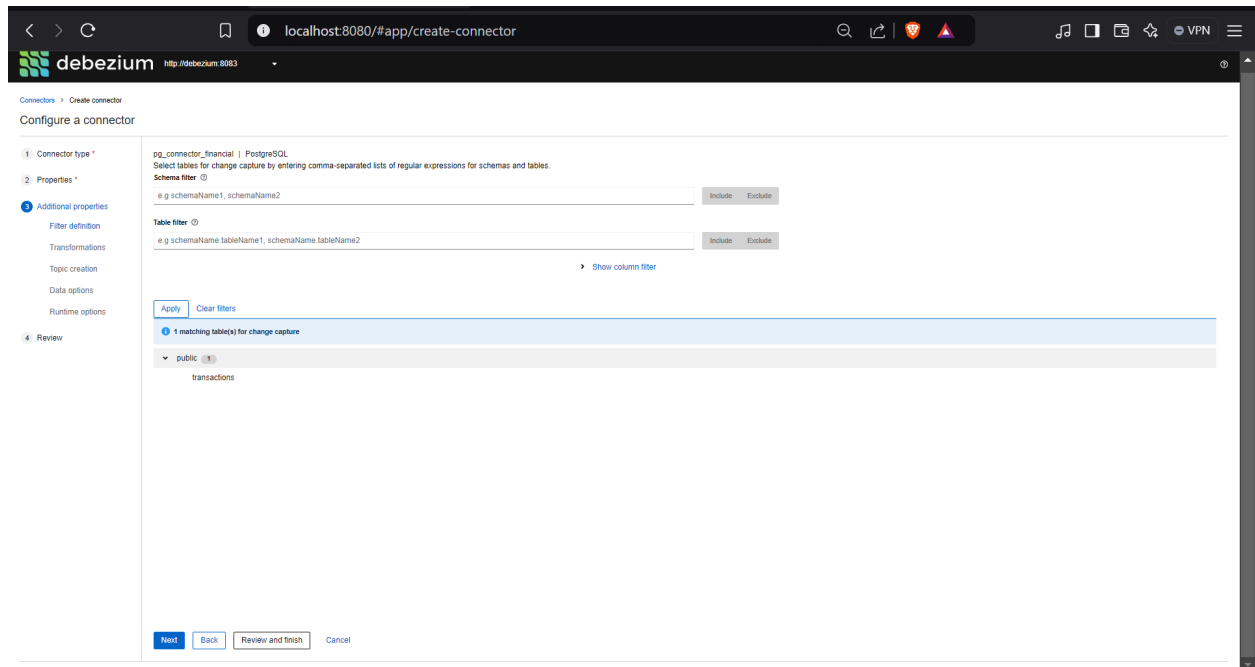 localhost:8080/#app/create-connector
VPN
debezium http://debezium:8083
Connectors > Create connector
Configure a connector
1 Connector type *
2 Properties *
3 Additional properties
Filter definition
Transformations
Topic creation
Data options
Runtime options
4 Review
pg_connector_financial | PostgreSQL
Select tables for change capture by entering comma-separated lists of regular expressions for schemas and tables.
Schema filter
e.g schemaName1, schemaName2 Include Exclude
Table filter
e.g schemaName.tableName1, schemaName.tableName2 Include Exclude
Show column filter
Apply Clear filters
1 matching table(s) for change capture
public 1
transactions
Next Back Review and finish Cancel